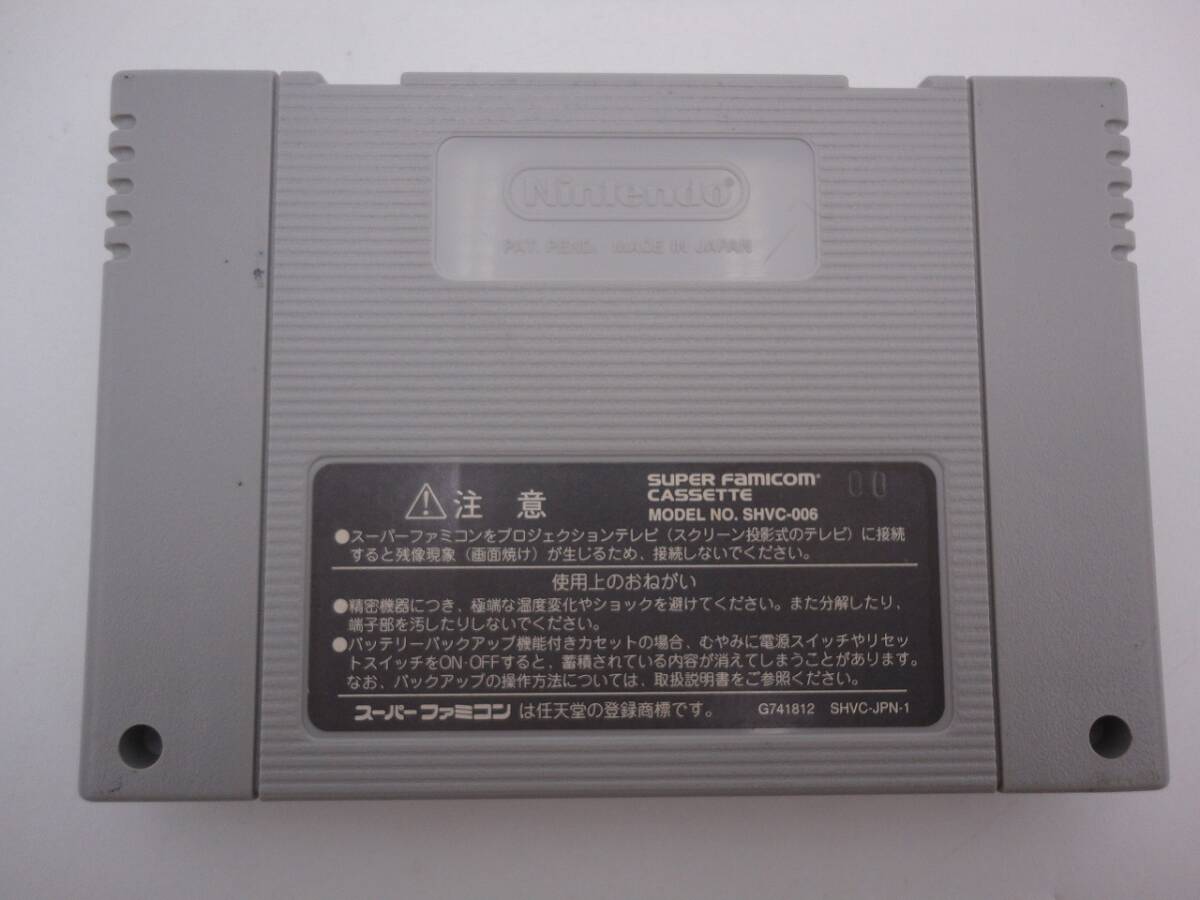 Nintendo®
PAT. PEND. MADE IN JAPAN
⚠注意
SUPER FAMICOM®
CASSETTE
MODEL NO. SHVC-006
00
●スーパーファミコンをプロジェクションテレビ（スクリーン投影式のテレビ）に接続
すると残像現象（画面焼け）が生じるため、接続しないでください。
使用上のおねがい
●精密機器につき、極端な温度変化やショックを避けてください。また分解したり、
端子部を汚したりしないでください。
●バッテリーバックアップ機能付きカセットの場合、むやみに電源スイッチやリセッ
トスイッチをON·OFFすると、蓄積されている内容が消えてしまうことがあります。
なお、バックアップの操作方法については、取扱説明書をご参照ください。
スーパーファミコンは任天堂の登録商標です。 G741812 SHVC-JPN-1